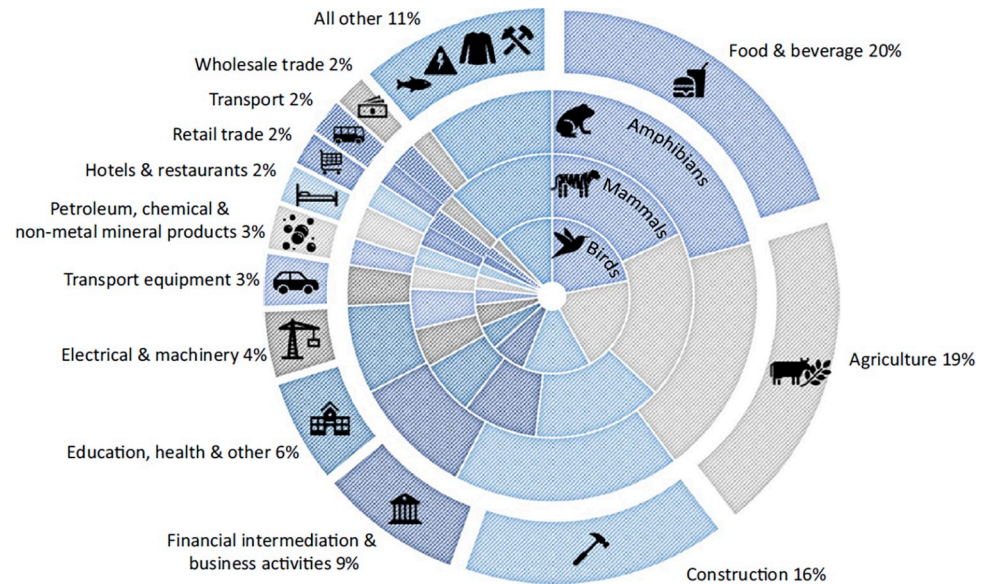 All other 11%
Wholesale trade 2%
Transport 2%
Retail trade 2%
Hotels & restaurants 2%
Petroleum, chemical &
non-metal mineral products 3%
Transport equipment 3%
Electrical & machinery 4%
Education, health & other 6%
Financial intermediation &
business activities 9%
Construction 16%
Agriculture 19%
Food & beverage 20%
Amphibians
Mammals
Birds